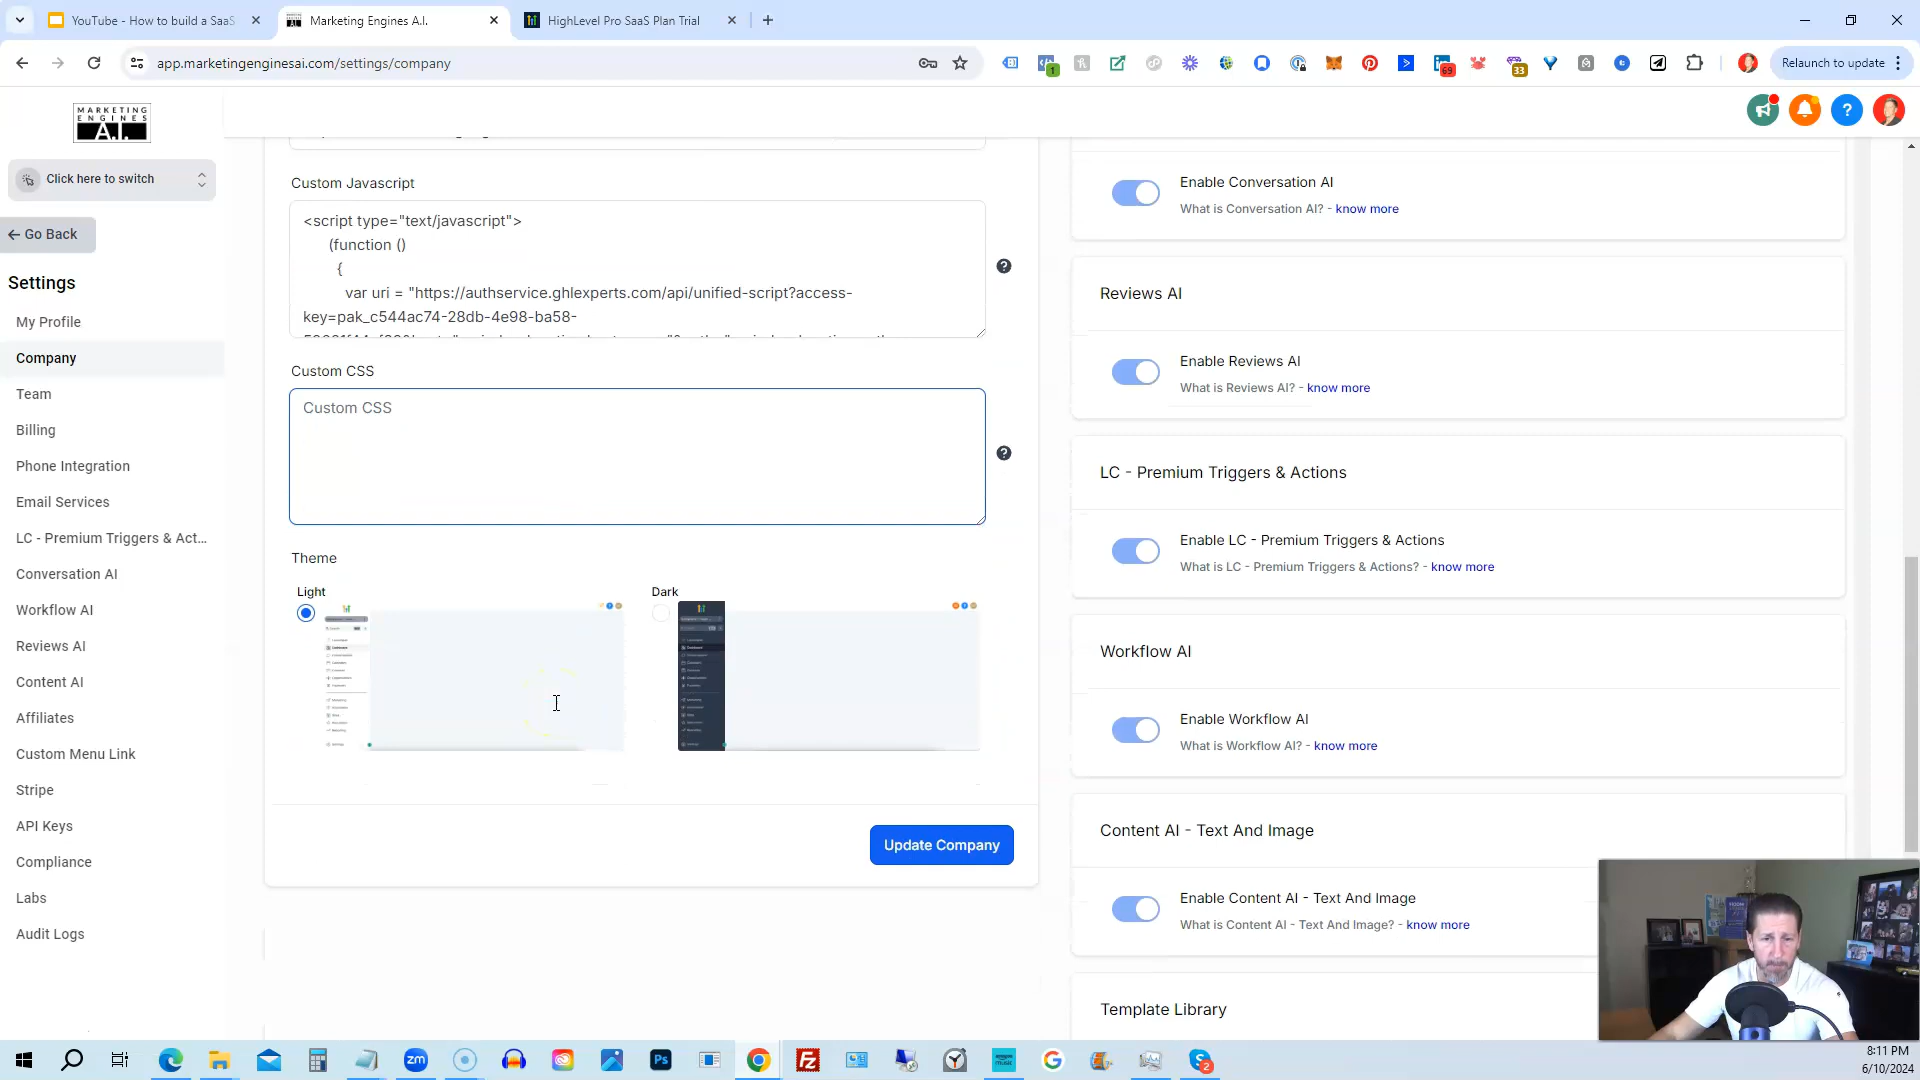 YouTube - How to build a SaaS
Marketing Engines A.I.
HighLevel Pro SaaS Plan Trial
app.marketingenginesai.com/settings/company
Relaunch to update
1
69
33
MARKETING
ENGINES
A.I.
Click here to switch
Go Back
Settings
My Profile
Company
Team
Billing
Phone Integration
Email Services
LC - Premium Triggers & Act...
Conversation AI
Workflow AI
Reviews AI
Content AI
Affiliates
Custom Menu Link
Stripe
API Keys
Compliance
Labs
Audit Logs
Custom Javascript
<script type="text/javascript">
(function ()
{
var uri = "https://authservice.ghlexperts.com/api/unified-script?access-
key=pak_c544ac74-28db-4e98-ba58-
Custom CSS
Custom CSS
Theme
Light
Dark
Update Company
Enable Conversation AI
What is Conversation AI? - know more
Reviews AI
Enable Reviews AI
What is Reviews AI? - know more
LC - Premium Triggers & Actions
Enable LC - Premium Triggers & Actions
What is LC - Premium Triggers & Actions? - know more
Workflow AI
Enable Workflow AI
What is Workflow AI? - know more
Content AI - Text And Image
Enable Content AI - Text And Image
What is Content AI - Text And Image? - know more
Template Library
zm
Ps
amazon
music
2
8:11 PM
6/10/2024